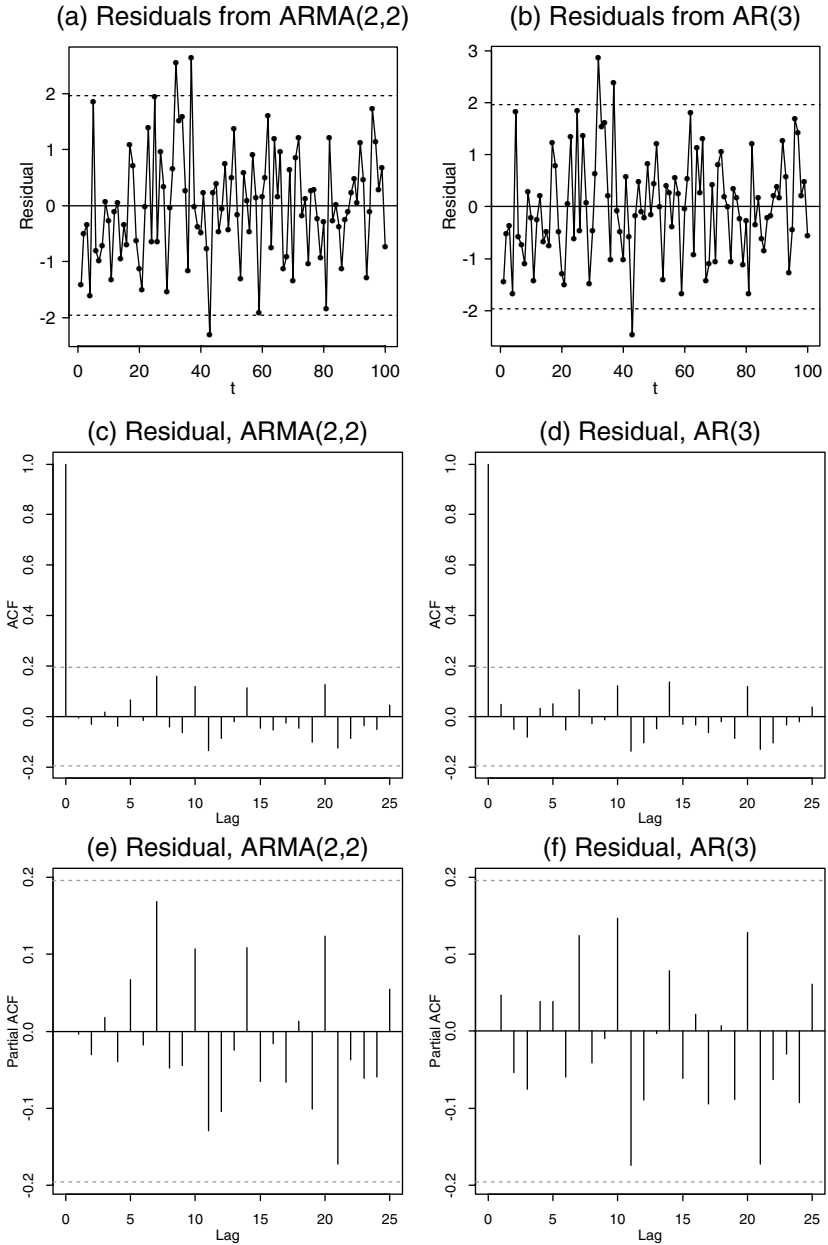 (a) Residuals from ARMA(2,2)
(b) Residuals from AR(3)
Residual
2
1
0
-1
-2
0 20 40 60 80 100
t
Residual
3
2
1
0
-1
-2
0 20 40 60 80 100
t
(c) Residual, ARMA(2,2)
(d) Residual, AR(3)
ACF
1.0
0.8
0.6
0.4
0.2
0.0
-0.2
0 5 10 15 20 25
Lag
ACF
1.0
0.8
0.6
0.4
0.2
0.0
-0.2
0 5 10 15 20 25
Lag
(e) Residual, ARMA(2,2)
(f) Residual, AR(3)
Partial ACF
0.2
0.1
0.0
-0.1
-0.2
0 5 10 15 20 25
Lag
Partial ACF
0.2
0.1
0.0
-0.1
-0.2
0 5 10 15 20 25
Lag